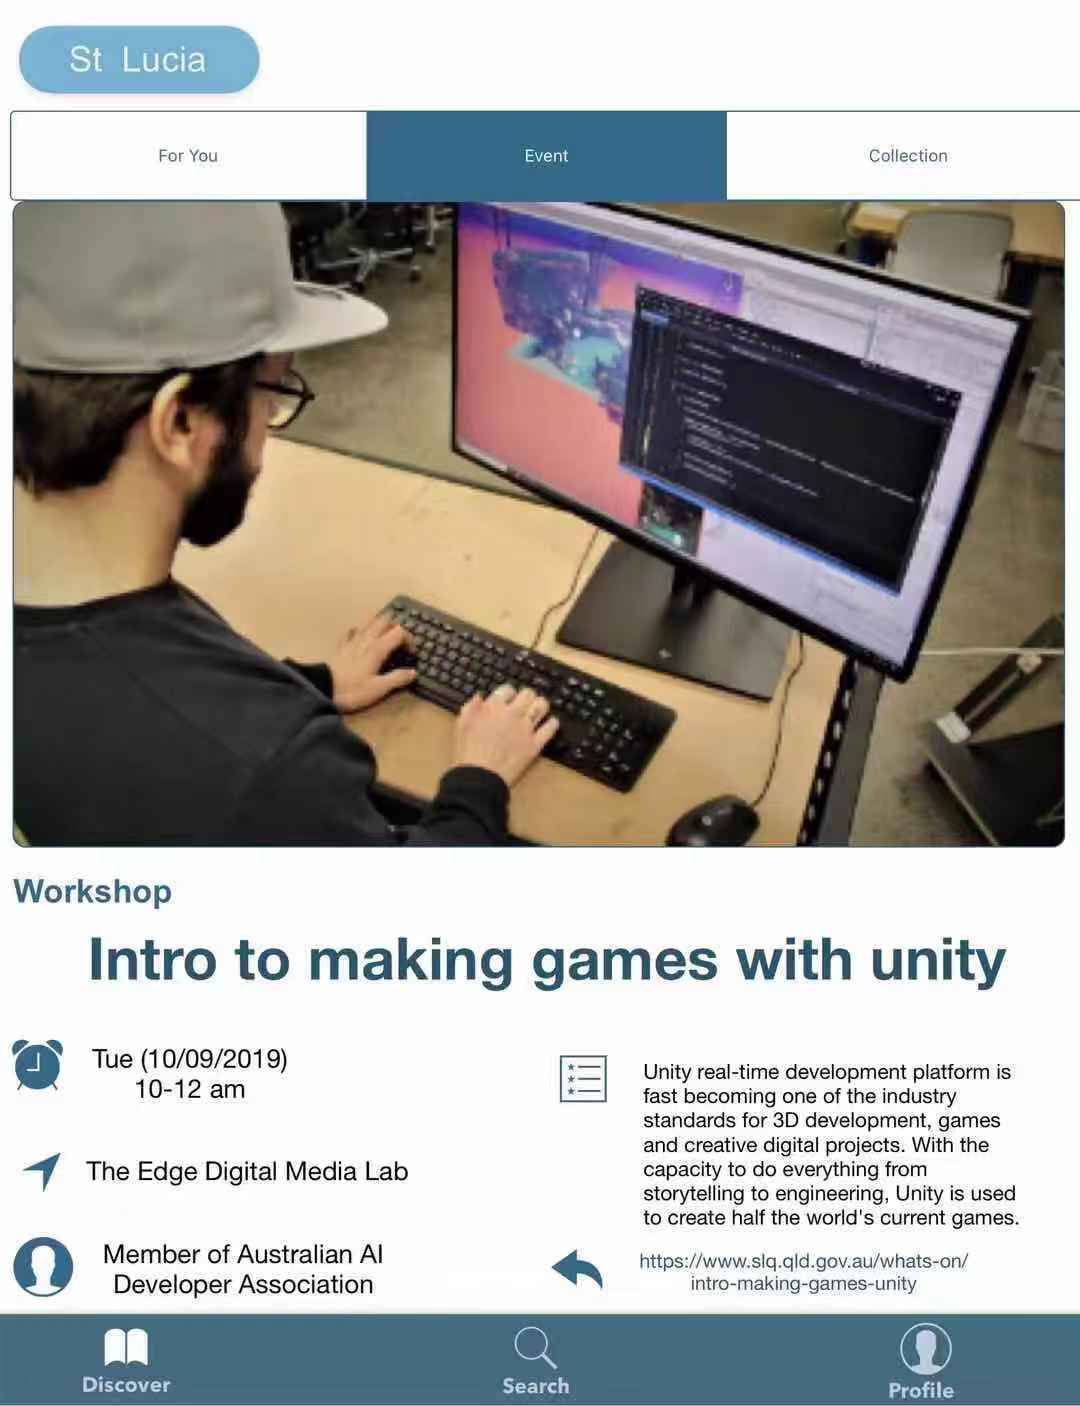 St Lucia
For You
Event
Collection
Workshop
Intro to making games with unity
Tue (10/09/2019)
10-12 am
The Edge Digital Media Lab
Member of Australian AI
Developer Association
Unity real-time development platform is
fast becoming one of the industry
standards for 3D development, games
and creative digital projects. With the
capacity to do everything from
storytelling to engineering, Unity is used
to create half the world's current games.
https://www.slq.qld.gov.au/whats-on/
intro-making-games-unity
Discover
Search
Profile